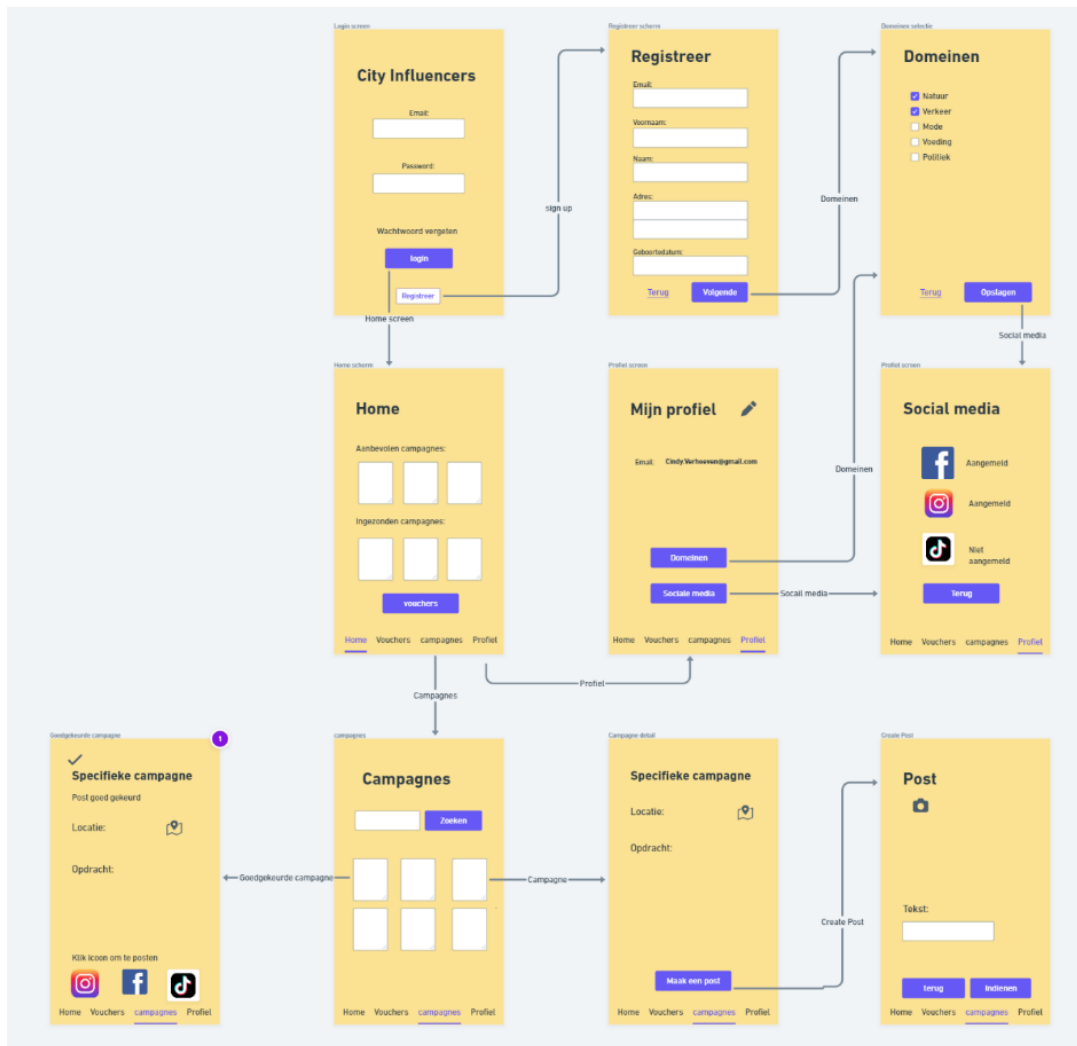 Login screen
City Influencers
Email:
Password:
Wachtwoord vergeten
login
Registreer
Home screen
sign up
Registreer scherm
Registreer
Email:
Voornaam:
Naam:
Adres:
Geboortedatum:
Terug
Volgende
Domeinen
Domeinen selectie
Domeinen
Natuur
Verkeer
Mode
Voeding
Politiek
Terug
Opslagen
Social media
Home scherm
Home
Aanbevolen campagnes:
Ingezonden campagnes:
vouchers
Home Vouchers campagnes Profiel
Campagnes
Profiel
Profiel screen
Mijn profiel
Email: Cindy.Verhoeven@gmail.com
Domeinen
Sociale media
Home Vouchers campagnes Profiel
Domeinen
Socail media
Profiel screen
Social media
Aangemeld
Aangemeld
Niet
aangemeld
Terug
Home Vouchers campagnes Profiel
Goedgekeurde campagne
1
Specifieke campagne
Post goed gekeurd
Locatie:
Opdracht:
Klik icoon om te posten
Home Vouchers campagnes Profiel
Goedgekeurde campagne
campagnes
Campagnes
Zoeken
Home Vouchers campagnes Profiel
Campagne
Campagne detail
Specifieke campagne
Locatie:
Opdracht:
Maak een post
Home Vouchers campagnes Profiel
Create Post
Create Post
Post
Tekst:
terug
Indienen
Home Vouchers campagnes Profiel